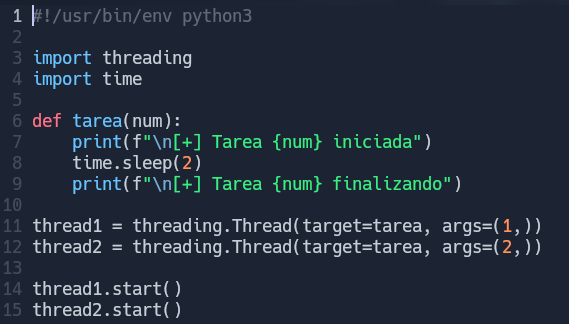 1 #!/usr/bin/env python3
2
3 import threading
4 import time
5
6 def tarea(num):
7     print(f"\n[+] Tarea {num} iniciada")
8     time.sleep(2)
9     print(f"\n[+] Tarea {num} finalizando")
10
11 thread1 = threading.Thread(target=tarea, args=(1,))
12 thread2 = threading.Thread(target=tarea, args=(2,))
13
14 thread1.start()
15 thread2.start()